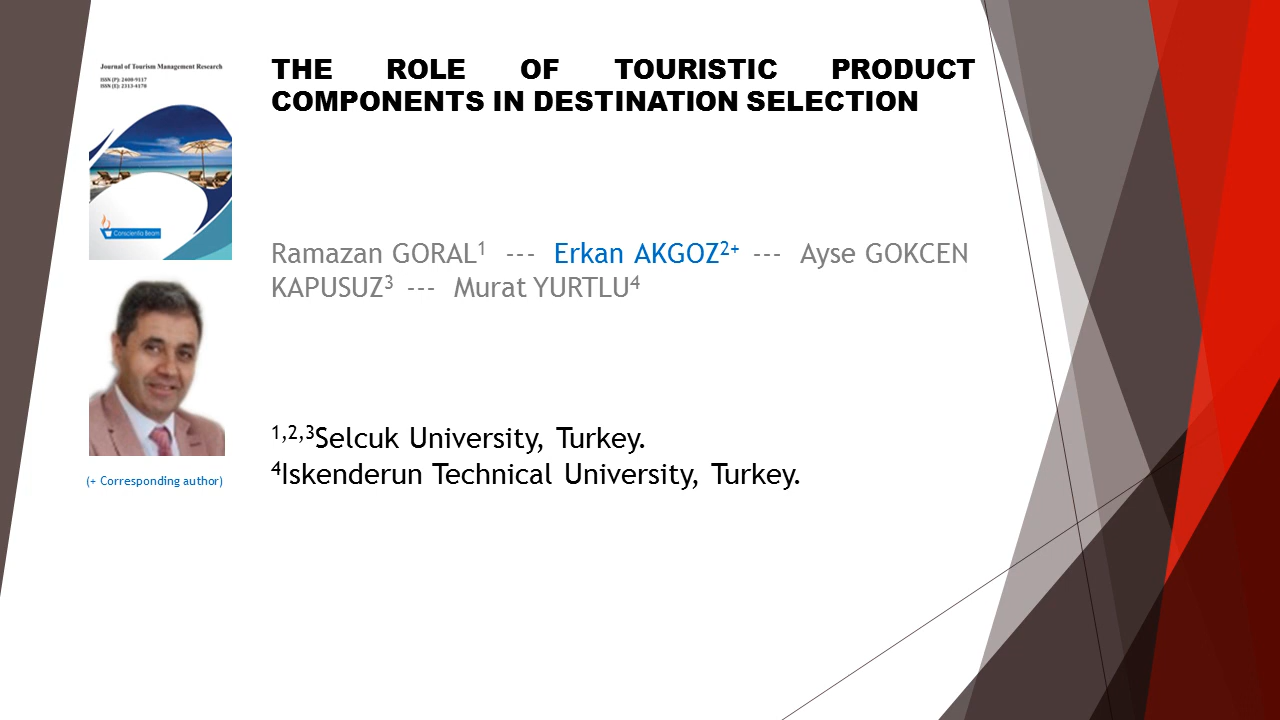 Journal of Tourism Management Research
ISSN (P): 2408-9117
ISSN (E): 2313-4178
Conscientia Beam
THE ROLE OF TOURISTIC PRODUCT
COMPONENTS IN DESTINATION SELECTION
Ramazan GORAL¹ --- Erkan AKGOZ²⁺ --- Ayse GOKCEN
KAPUSUZ³ --- Murat YURTLU⁴
¹,²,³Selcuk University, Turkey.
⁴Iskenderun Technical University, Turkey.
(+ Corresponding author)